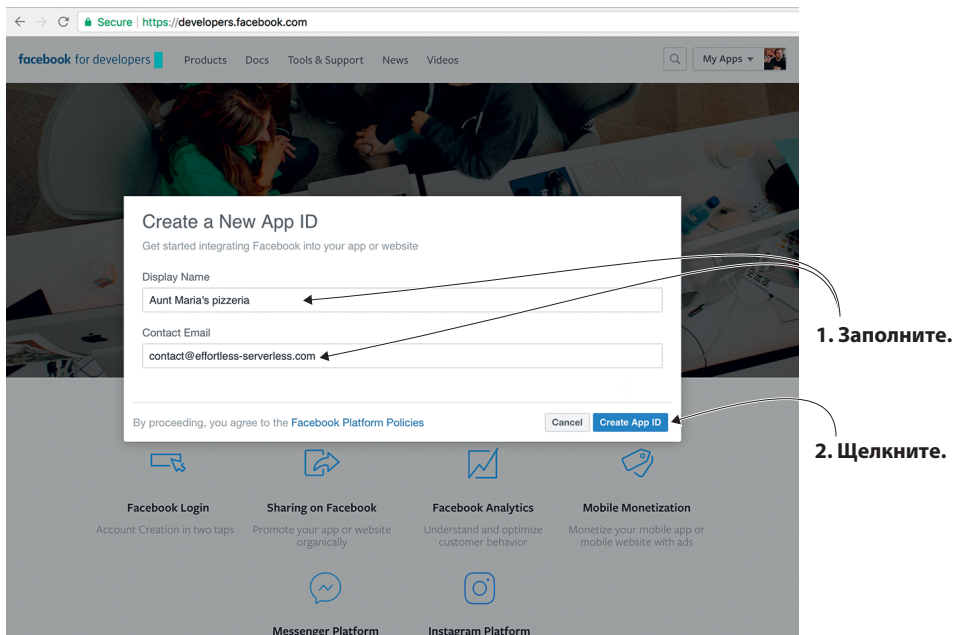 Secure https://developers.facebook.com
facebook for developers Products Docs Tools & Support News Videos My Apps
Create a New App ID
Get started integrating Facebook into your app or website
Display Name
Aunt Maria's pizzeria
Contact Email
contact@effortless-serverless.com
1. Заполните.
By proceeding, you agree to the Facebook Platform Policies Cancel Create App ID
2. Щелкните.
Facebook Login Sharing on Facebook Facebook Analytics Mobile Monetization
Account Creation in two taps Promote your app or website Understand and optimize Monetize your mobile app or
organically customer behavior mobile website with ads
Messenger Platform Instagram Platform